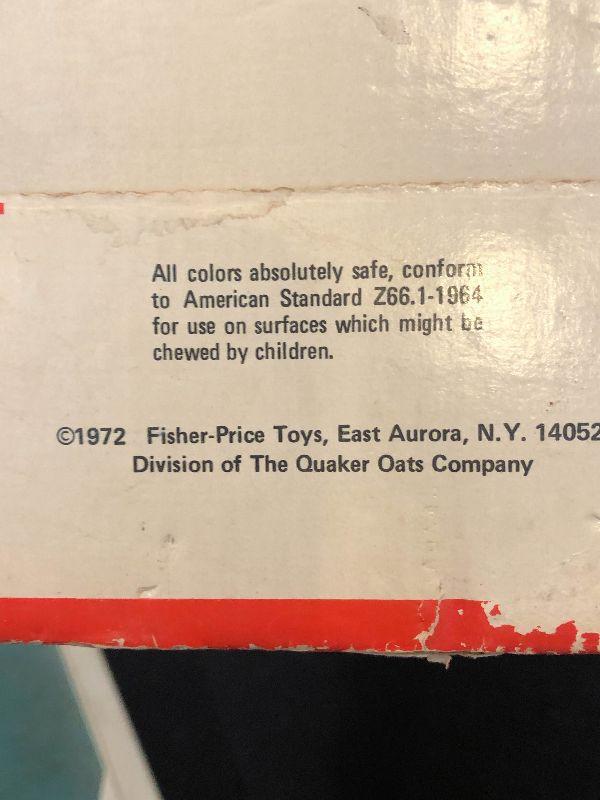 All colors absolutely safe, conform
to American Standard Z66.1-1964
for use on surfaces which might be
chewed by children.
©1972 Fisher-Price Toys, East Aurora, N.Y. 14052
Division of The Quaker Oats Company